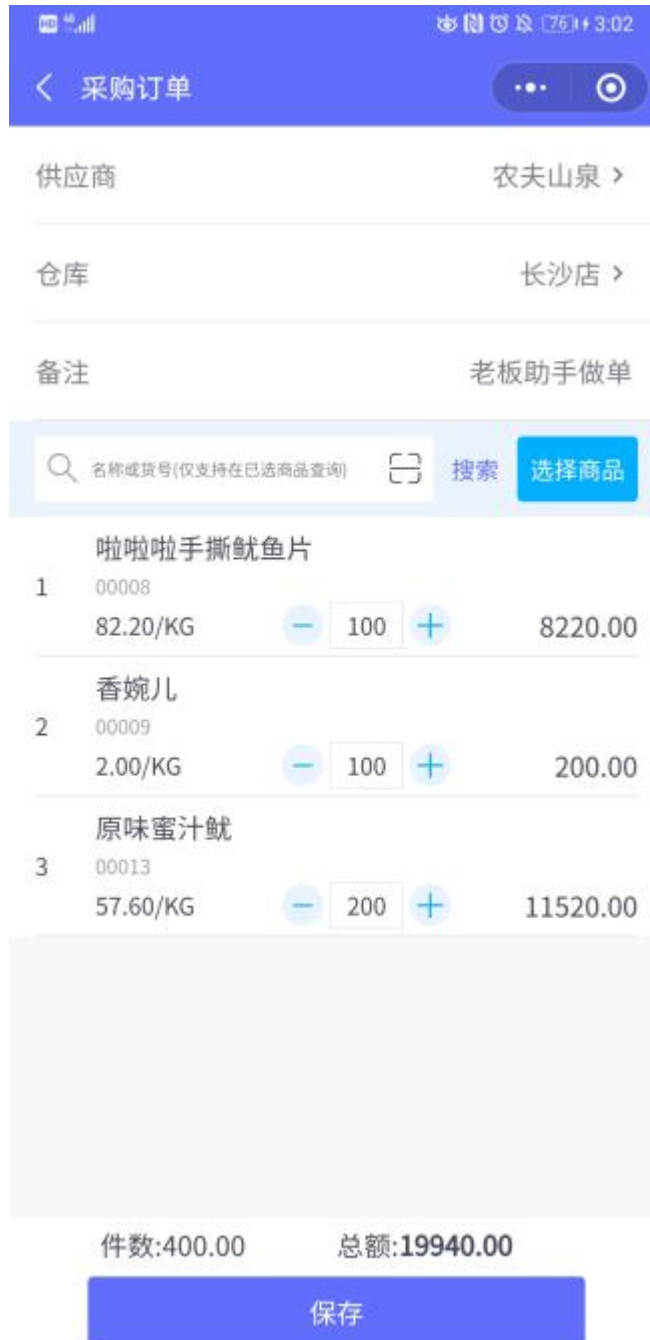 HD 46 76 3:02
采购订单
供应商 农夫山泉
仓库 长沙店
备注 老板助手做单
名称或货号(仅支持在已选商品查询) 搜索 选择商品
啦啦啦手撕鱿鱼片
1 00008
82.20/KG 100 8220.00
香婉儿
2 00009
2.00/KG 100 200.00
原味蜜汁鱿
3 00013
57.60/KG 200 11520.00
件数:400.00 总额:19940.00
保存